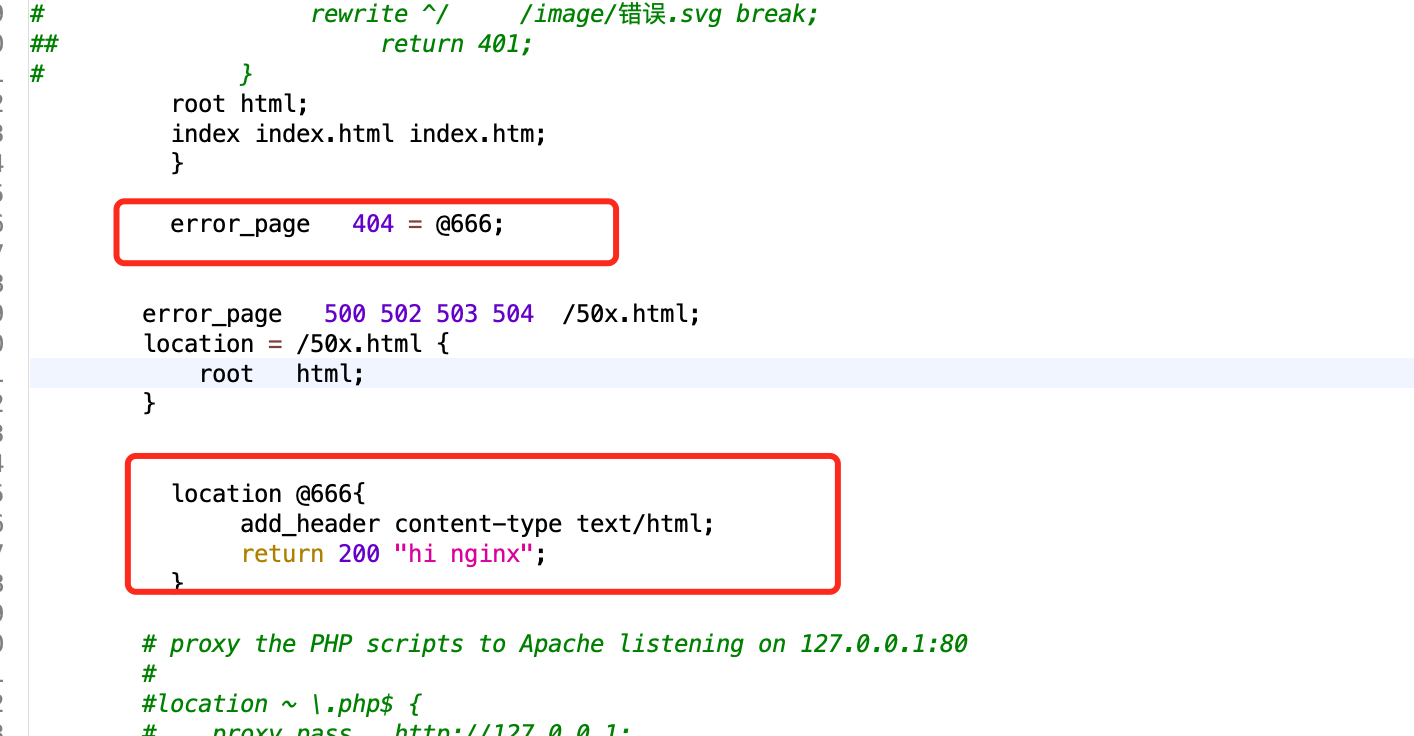 # rewrite ^/ /image/错误.svg break;
## return 401;
# }
root html;
index index.html index.htm;
}
error_page 404 = @666;
error_page 500 502 503 504 /50x.html;
location = /50x.html {
root html;
}
location @666{
add_header content-type text/html;
return 200 "hi nginx";
}
# proxy the PHP scripts to Apache listening on 127.0.0.1:80
#
#location ~ \.php$ {
# proxy_pass http://127.0.0.1;